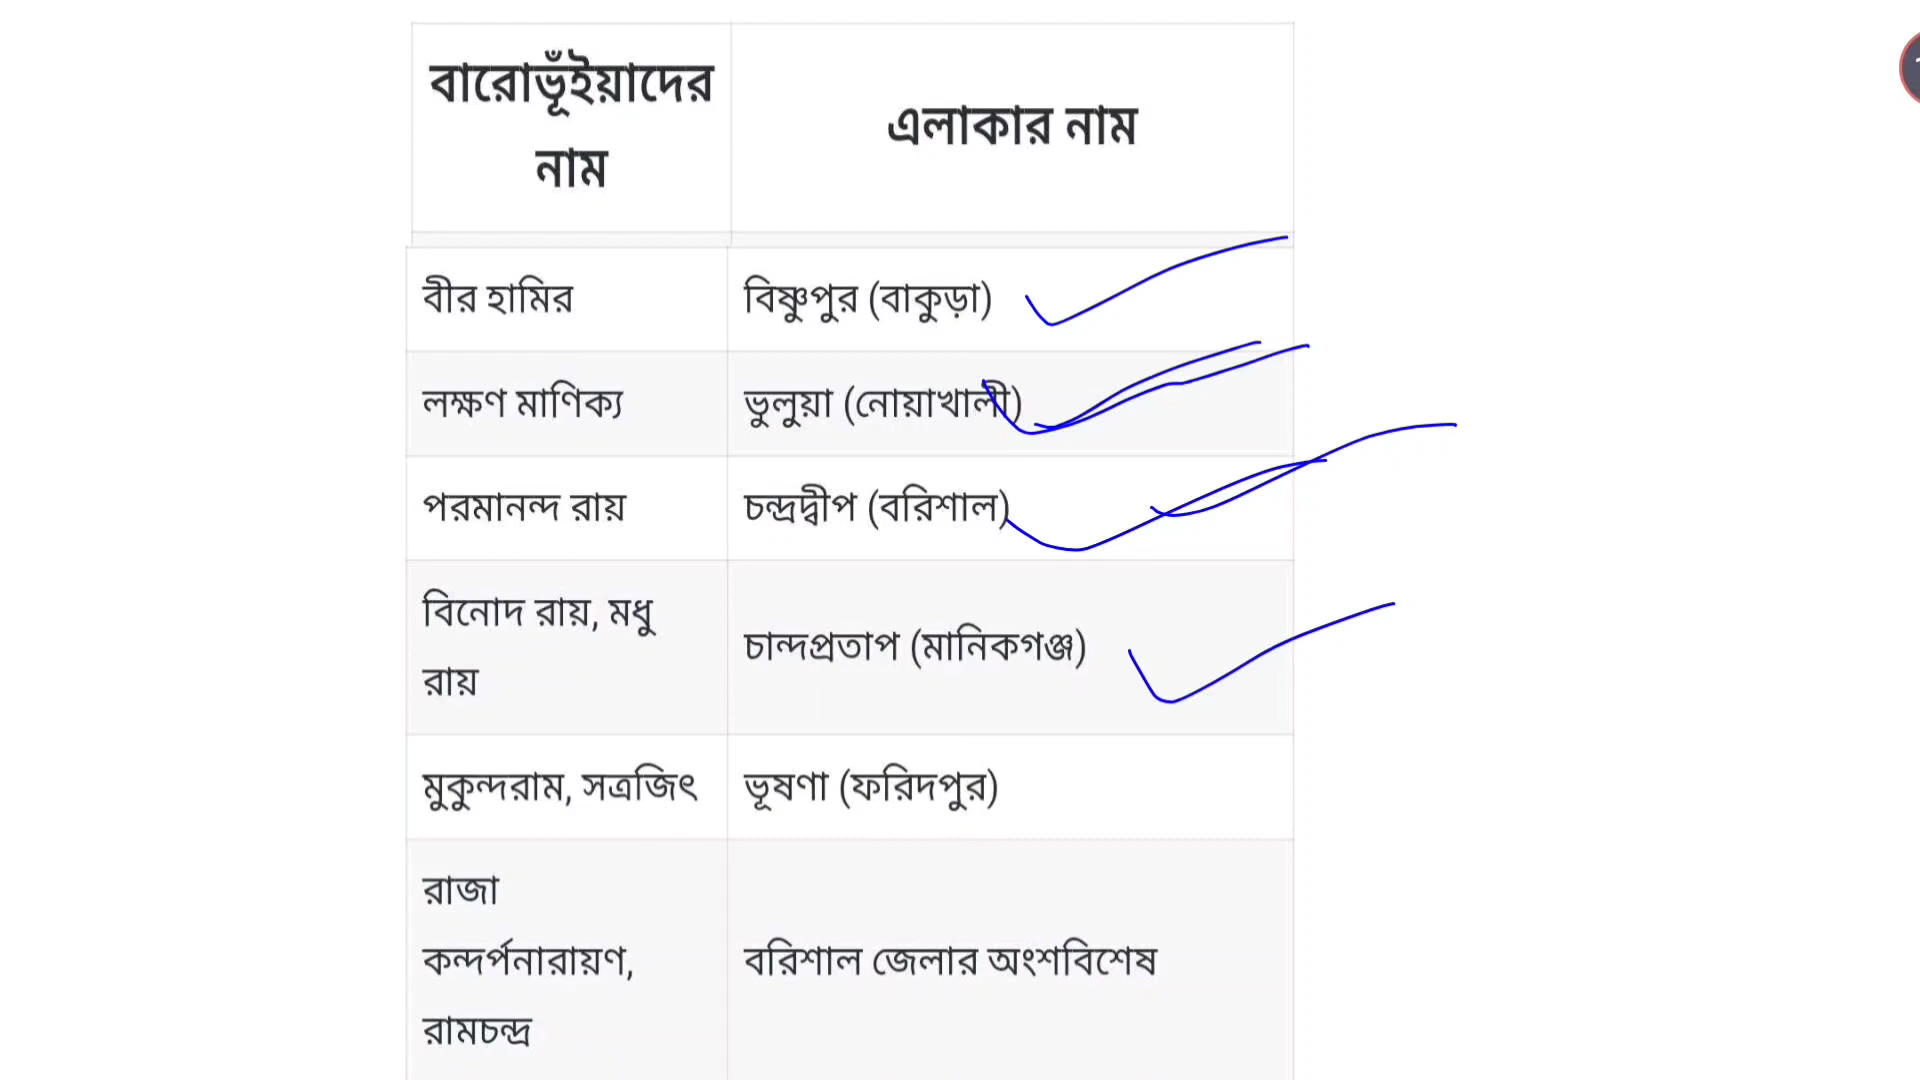 বারোভূঁইয়াদের
নাম
এলাকার নাম
বীর হামির
বিষ্ণুপুর (বাকুড়া)
লক্ষণ মাণিক্য
ভুলুয়া (নোয়াখালী)
পরমানন্দ রায়
চন্দ্রদ্বীপ (বরিশাল)
বিনোদ রায়, মধু
রায়
চান্দপ্রতাপ (মানিকগঞ্জ)
মুকুন্দরাম, সত্রজিৎ
ভূষণা (ফরিদপুর)
রাজা
কন্দর্পনারায়ণ,
রামচন্দ্র
বরিশাল জেলার অংশবিশেষ